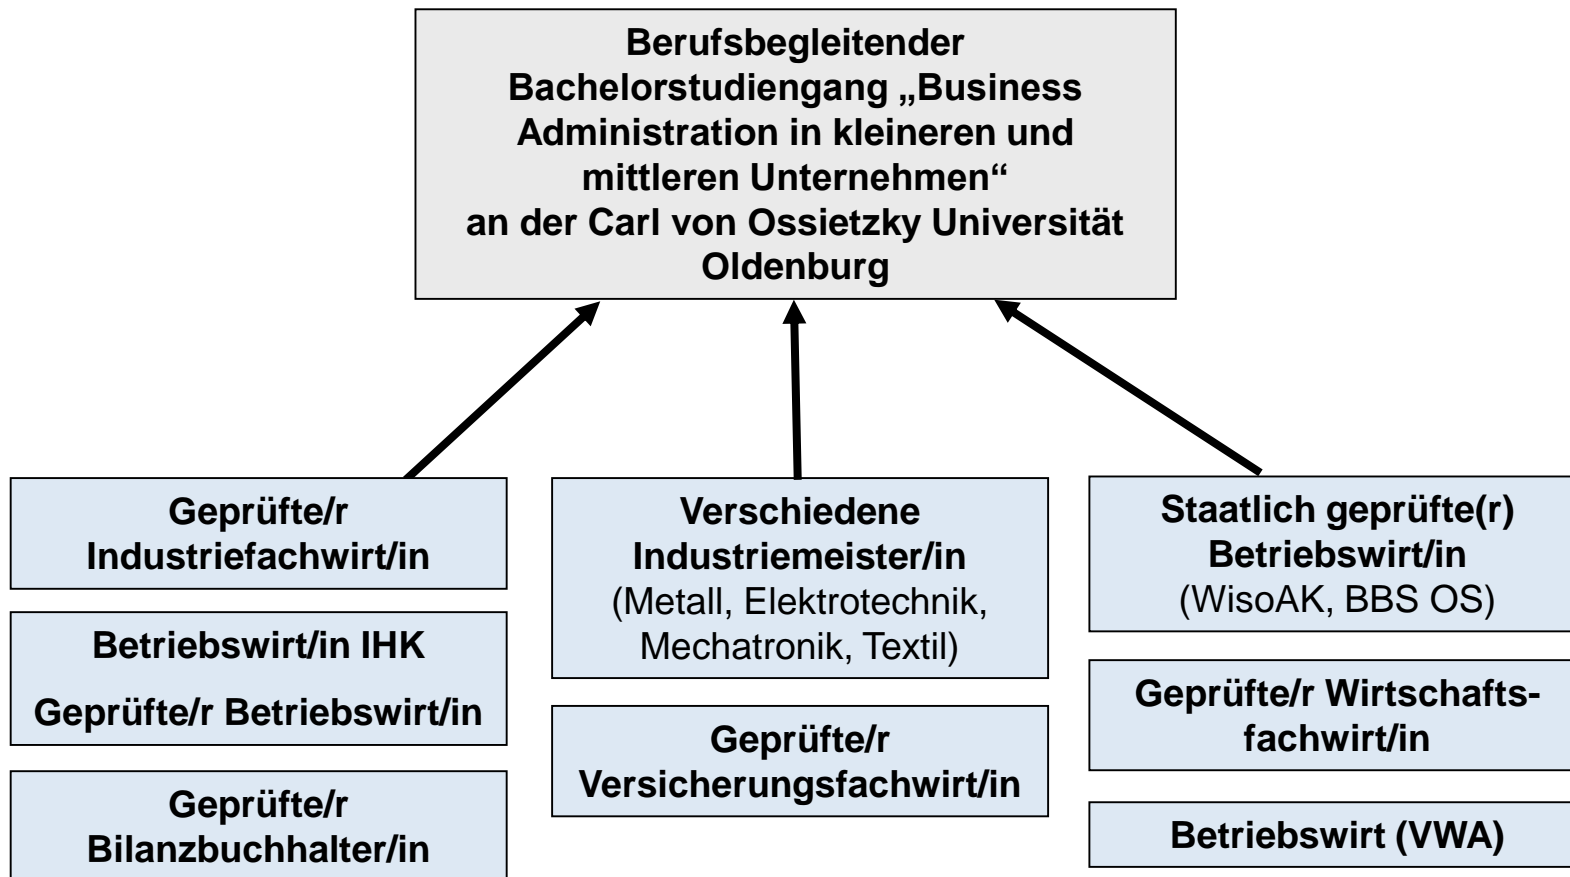 Berufsbegleitender
Bachelorstudiengang „Business
Administration in kleineren und
mittleren Unternehmen“
an der Carl von Ossietzky Universität
Oldenburg
Geprüfte/r
Industriefachwirt/in
Betriebswirt/in IHK
Geprüfte/r Betriebswirt/in
Geprüfte/r
Bilanzbuchhalter/in
Verschiedene
Industriemeister/in
(Metall, Elektrotechnik,
Mechatronik, Textil)
Geprüfte/r
Versicherungsfachwirt/in
Staatlich geprüfte(r)
Betriebswirt/in
(WisoAK, BBS OS)
Geprüfte/r Wirtschafts-
fachwirt/in
Betriebswirt (VWA)